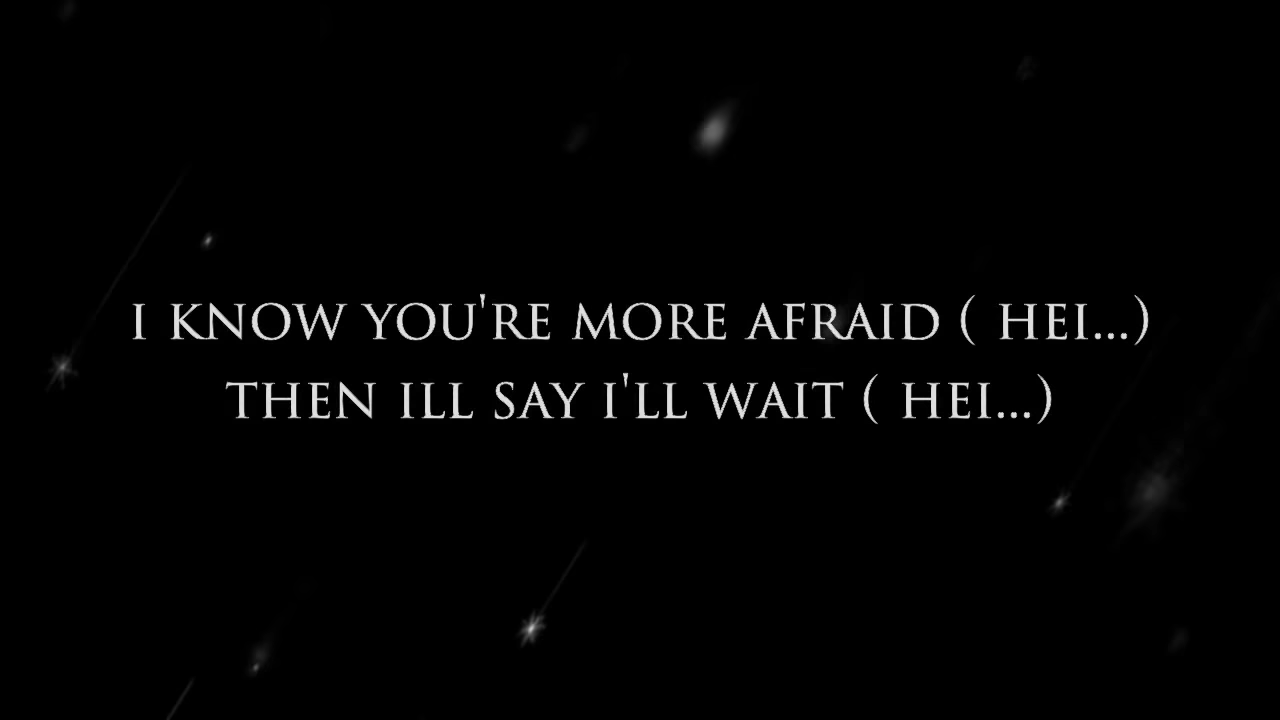 I KNOW YOU'RE MORE AFRAID ( HEI...)
THEN ILL SAY I'LL WAIT ( HEI...)